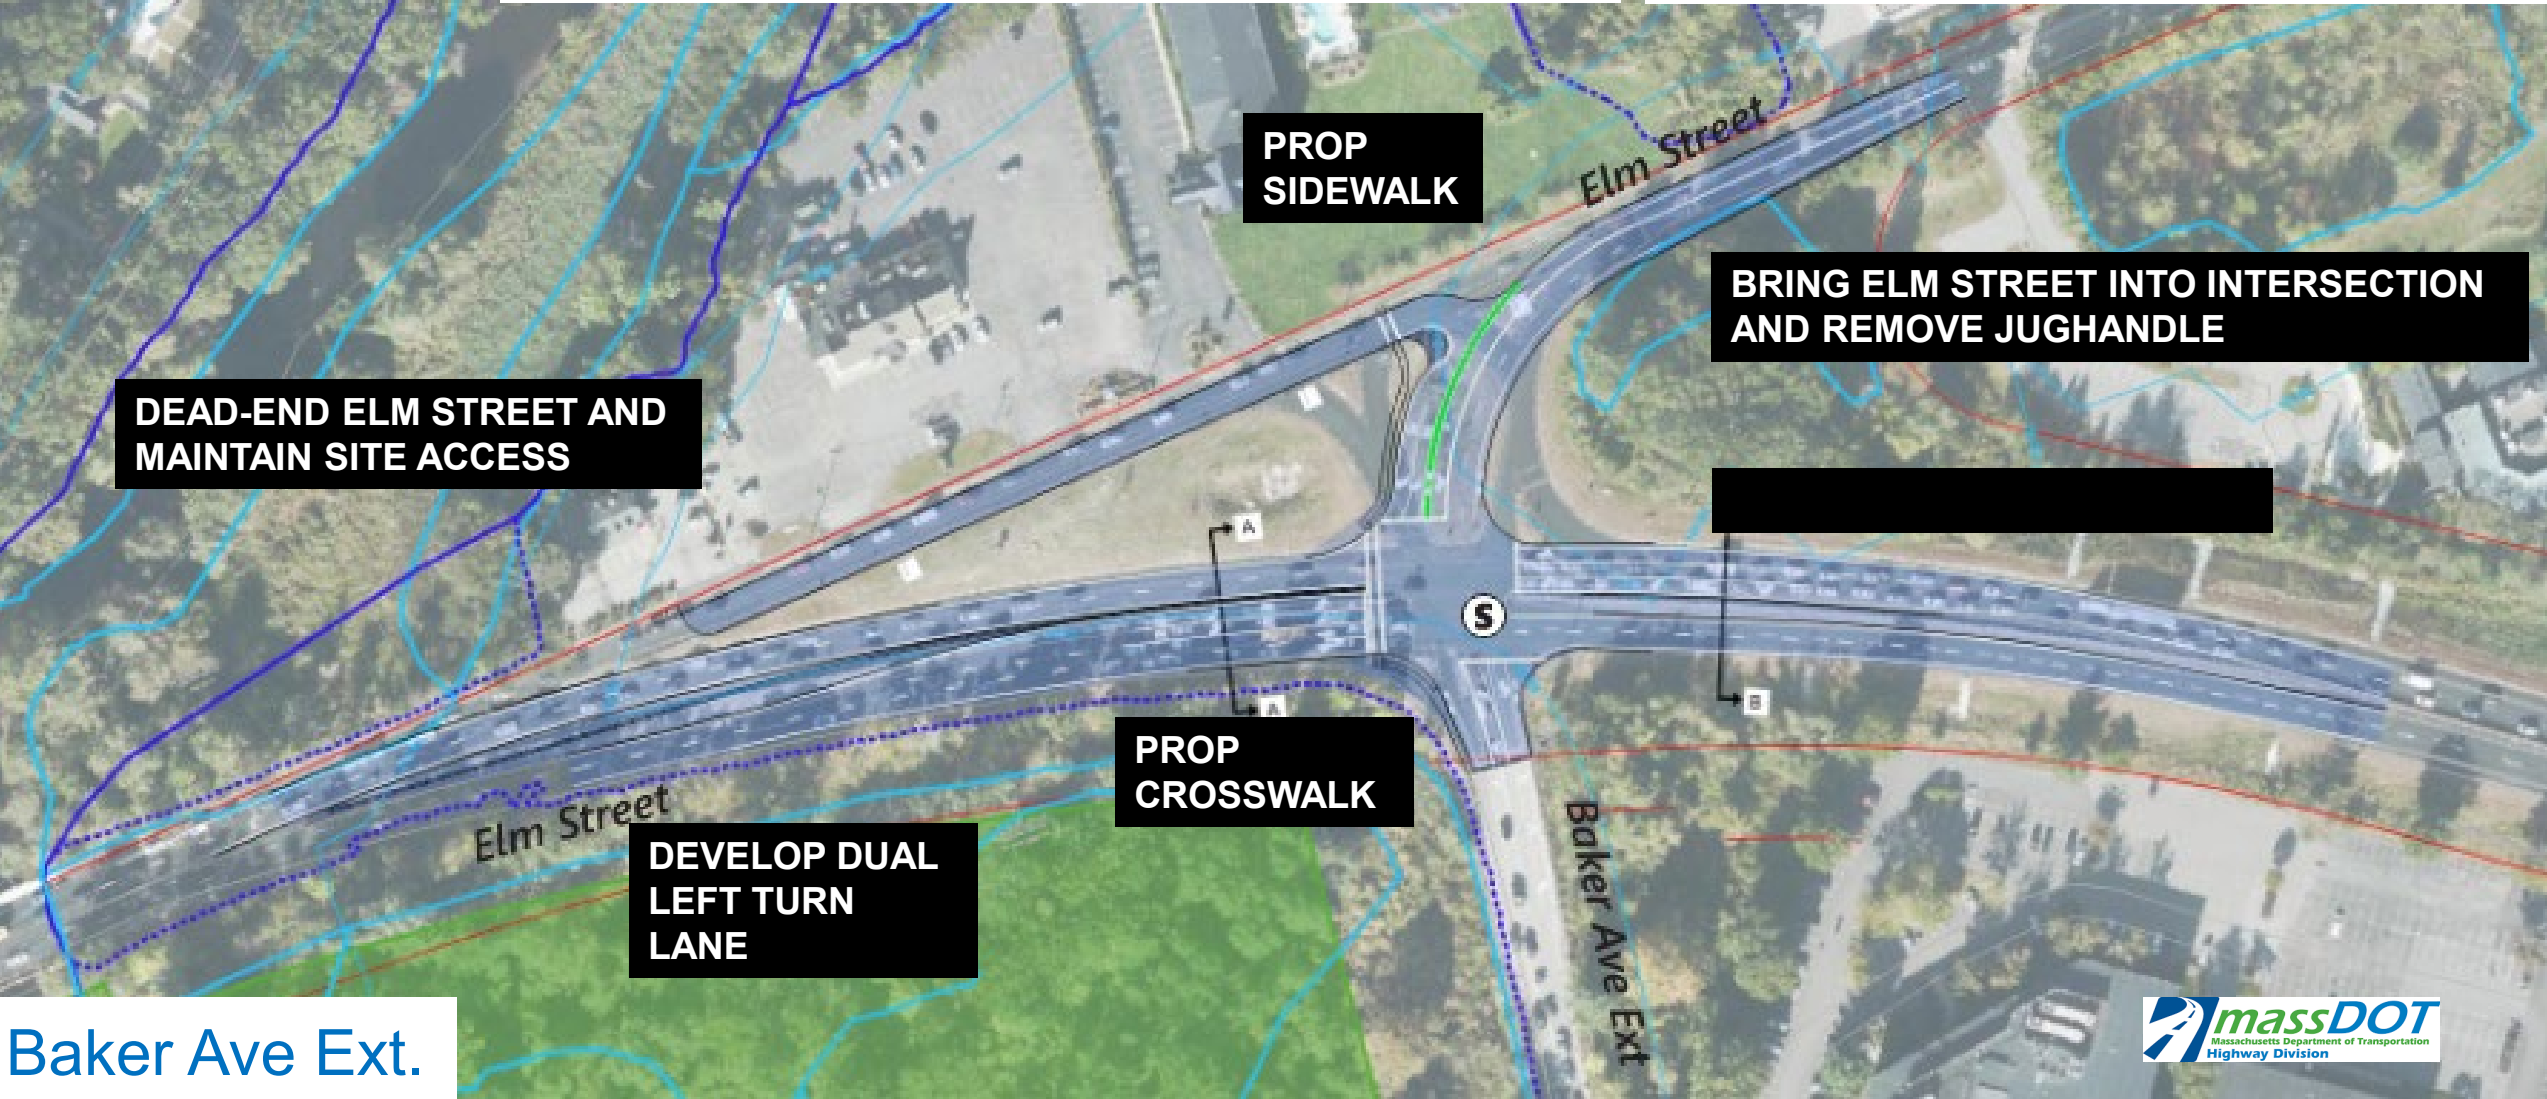 PROP
SIDEWALK
Elm Street
BRING ELM STREET INTO INTERSECTION
AND REMOVE JUGHANDLE
DEAD-END ELM STREET AND
MAINTAIN SITE ACCESS
A
S
B
A
PROP
CROSSWALK
Elm Street
DEVELOP DUAL
LEFT TURN
LANE
Baker Ave Ext
Baker Ave Ext.
massDOT
Massachusetts Department of Transportation
Highway Division